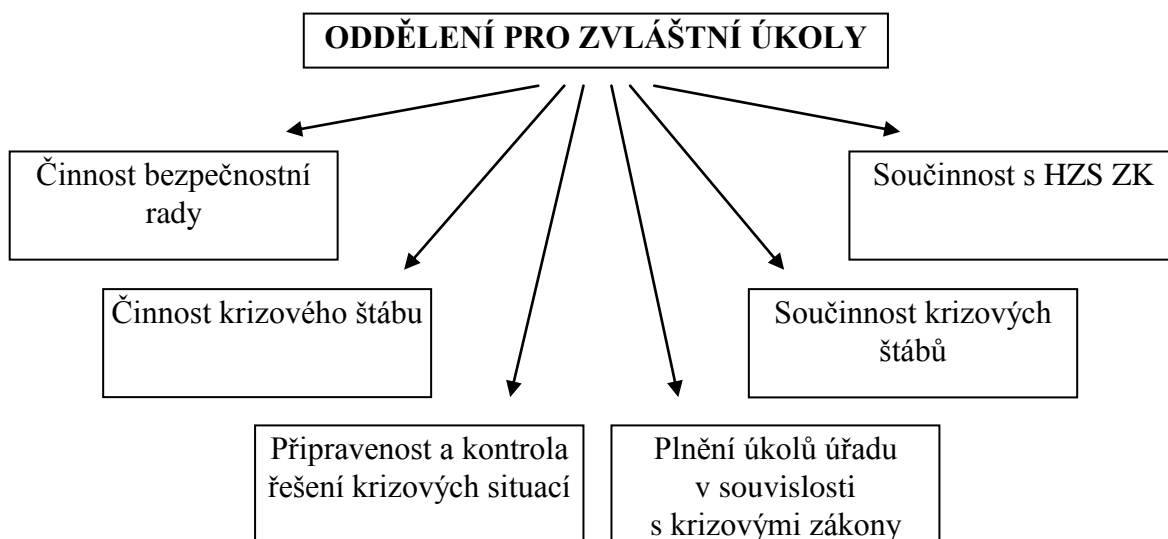 ODDĚLENÍ PRO ZVLÁŠTNÍ ÚKOLY
Činnost bezpečnostní
rady
Součinnost s HZS ZK
Činnost krizového štábu
Součinnost krizových
štábů
Připravenost a kontrola
řešení krizových situací
Plnění úkolů úřadu
v souvislosti
s krizovými zákony